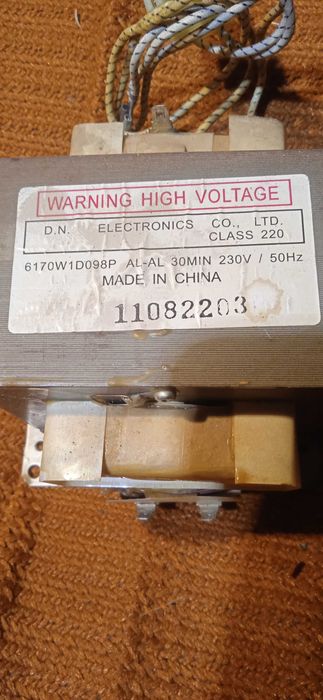 WARNING HIGH VOLTAGE
D.N. ELECTRONICS CO., LTD.
CLASS 220
6170W1D098P AL-AL 30MIN 230V / 50Hz
MADE IN CHINA
11082203